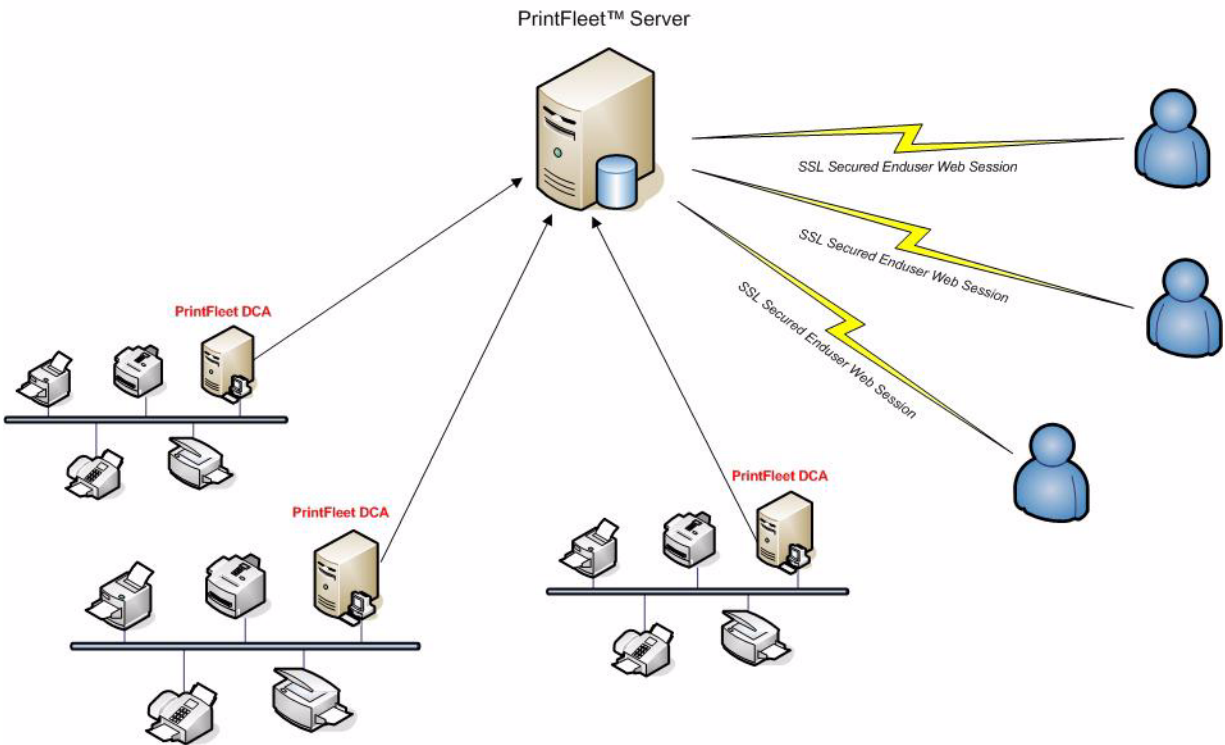 PrintFleet™ Server
SSL Secured Enduser Web Session
SSL Secured Enduser Web Session
SSL Secured Enduser Web Session
PrintFleet DCA
PrintFleet DCA
PrintFleet DCA